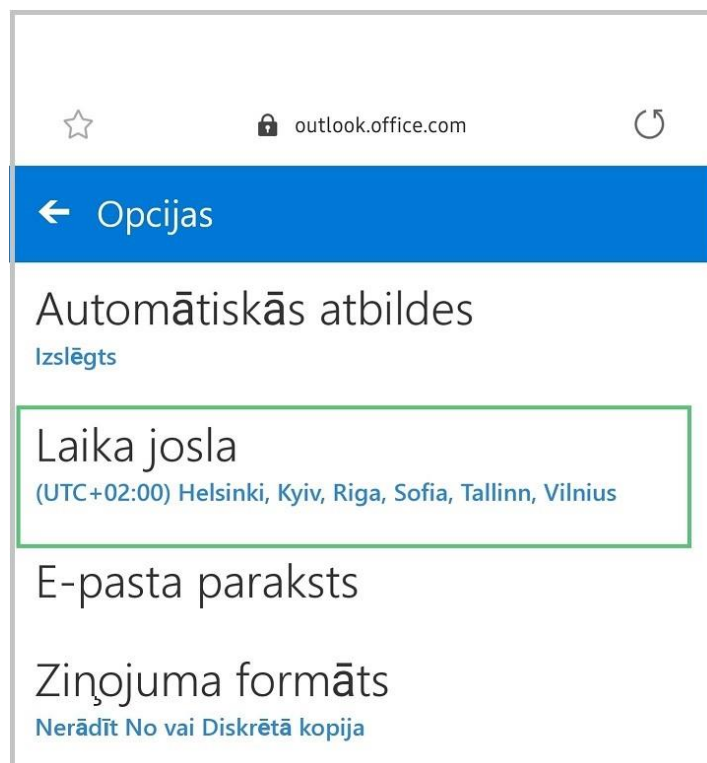 outlook.office.com
Opcijas
Automātiskās atbildes
Izslēgts
Laika josla
(UTC+02:00) Helsinki, Kyiv, Riga, Sofia, Tallinn, Vilnius
E-pasta paraksts
Ziņojuma formāts
Nerādīt No vai Diskrētā kopija